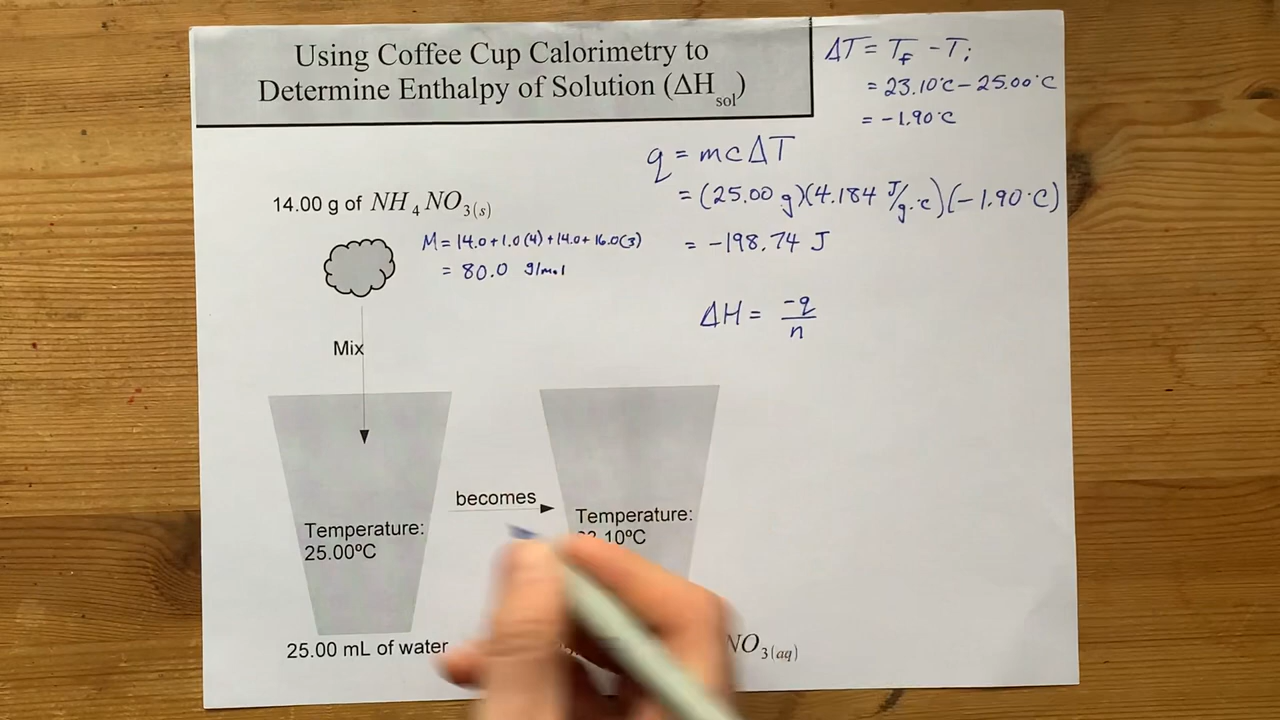 Using Coffee Cup Calorimetry to
Determine Enthalpy of Solution (ΔH sol)
ΔT = Tf - Ti
= 23.10°C - 25.00°C
= -1.90°C
q = mcΔT
= (25.00 g)(4.184 J/g·°C)(-1.90°C)
= -198.74 J
ΔH = -q/n
14.00 g of NH4NO3(s)
M = 14.0 + 1.0(4) + 14.0 + 16.0(3)
= 80.0 g/mol
Mix
becomes
Temperature:
25.00ºC
Temperature:
.10ºC
25.00 mL of water
NO3(aq)